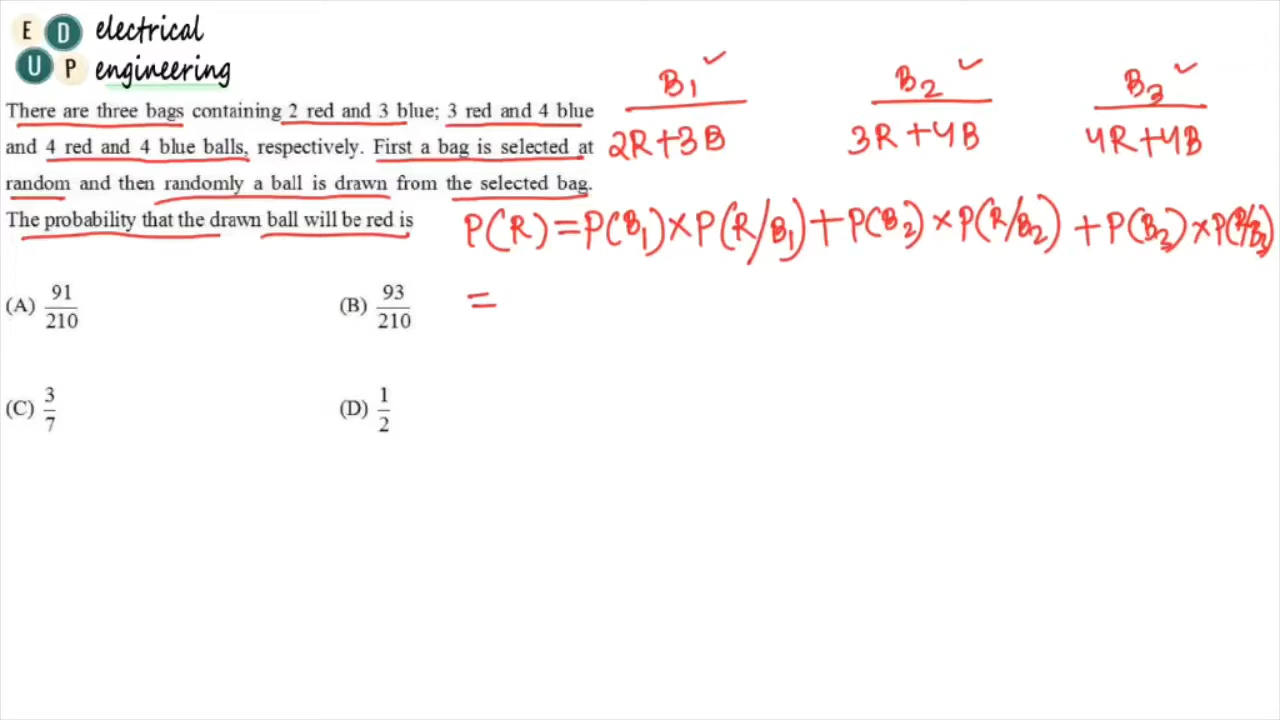 E D electrical
U P engineering
There are three bags containing 2 red and 3 blue; 3 red and 4 blue
and 4 red and 4 blue balls, respectively. First a bag is selected at
random and then randomly a ball is drawn from the selected bag.
The probability that the drawn ball will be red is
(A) 91/210 (B) 93/210
(C) 3/7 (D) 1/2
B₁ ✓ B₂ ✓ B₃ ✓
2R+3B 3R+4B 4R+4B
P(R) = P(B₁) × P(R/B₁) + P(B₂) × P(R/B₂) + P(B₃) × P(R/B₃)
=